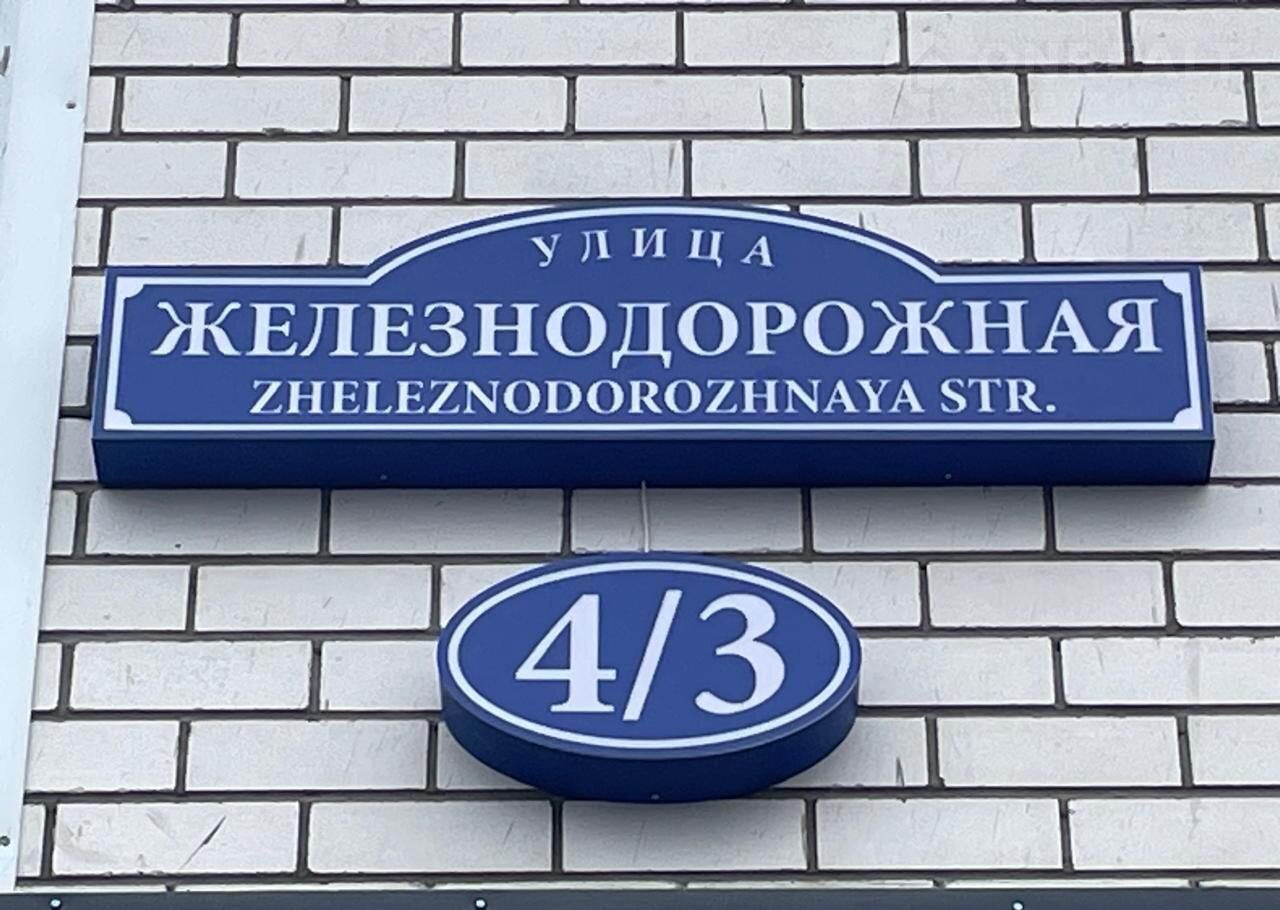 УЛИЦА
ЖЕЛЕЗНОДОРОЖНАЯ
ZHELEZNODOROZHNAYA STR.
4/3